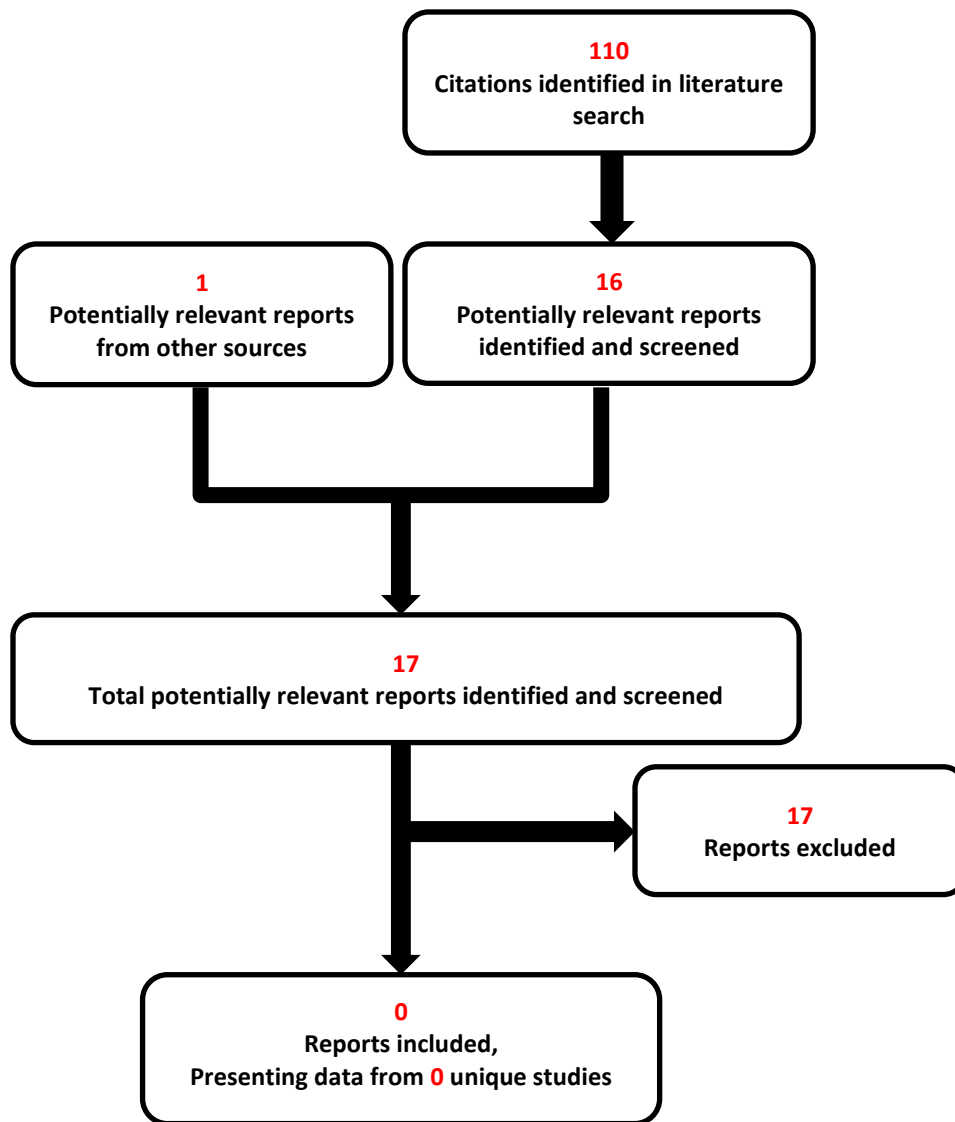 110
Citations identified in literature
search
1
Potentially relevant reports
from other sources
16
Potentially relevant reports
identified and screened
17
Total potentially relevant reports identified and screened
17
Reports excluded
0
Reports included,
Presenting data from 0 unique studies